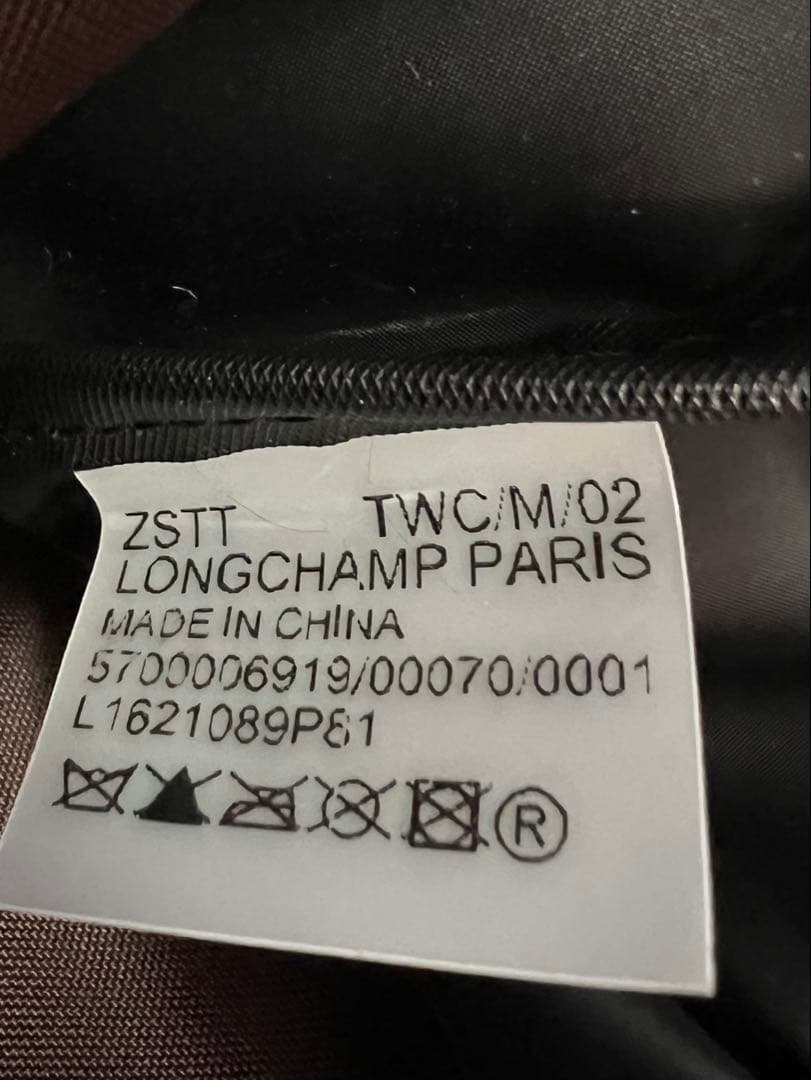 ZSTT TWC/M/02
LONGCHAMP PARIS
MADE IN CHINA
5700006919/00070/0001
L1621089P81
®